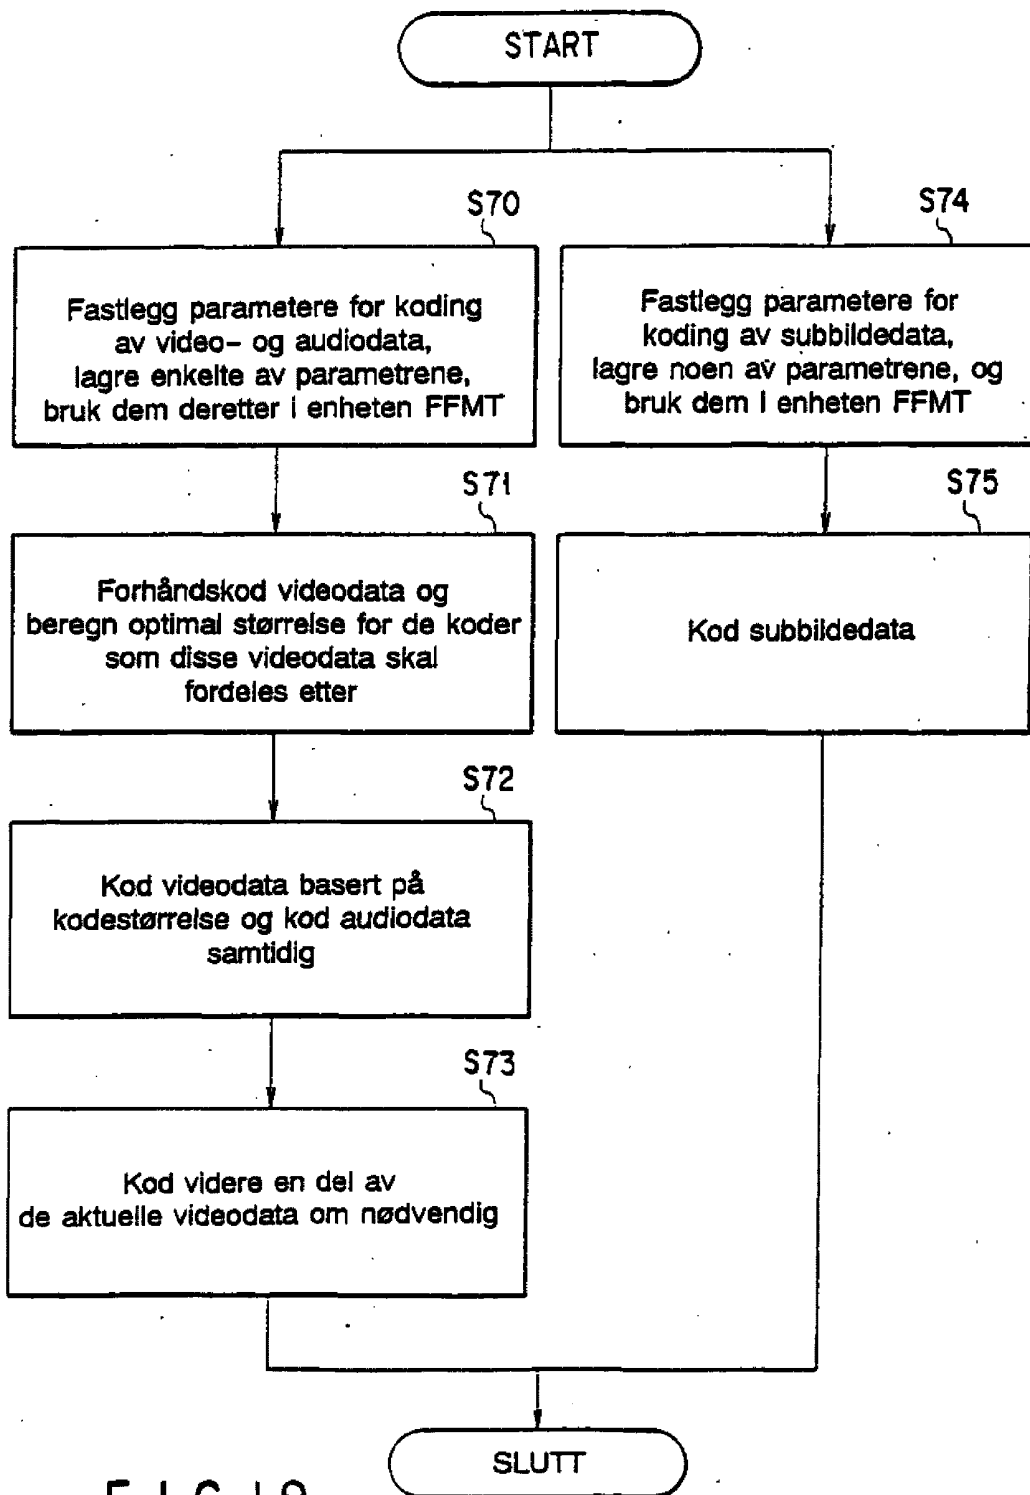 START
S70
Fastlegg parametere for koding
av video- og audiodata,
lagre enkelte av parametrene,
bruk dem deretter i enheten FFMT
S74
Fastlegg parametere for
koding av subbildedata,
lagre noen av parametrene, og
bruk dem i enheten FFMT
S71
Forhåndskod videodata og
beregn optimal størrelse for de koder
som disse videodata skal
fordeles etter
S75
Kod subbildedata
S72
Kod videodata basert på
kodestørrelse og kod audiodata
samtidig
S73
Kod videre en del av
de aktuelle videodata om nødvendig
SLUTT